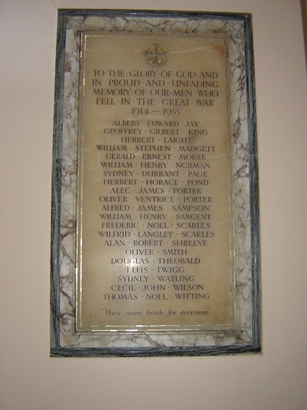 TO·THE·GLORY·OF·GOD·AND
IN·PROUD·AND·UNFADING
MEMORY·OF·OUR·MEN·WHO
FELL·IN·THE·GREAT·WAR
1914 — 1918
ALBERT · EDWARD · JAY
GEOFFREY · GILBERT · KING
HERBERT · LAIGHT
WILLIAM · STEPHEN · MADGETT
GERALD · ERNEST · MORSE
WILLIAM · HENRY · NORMAN
SYDNEY · DURRANT · PAGE
HERBERT · HORACE · POND
ALEC · JAMES · PORTER
OLIVER · VENTRICE · PORTER
ALFRED · JAMES · SAMPSON
WILLIAM · HENRY · SARGENT
FREDERIC · NOEL · SCARLES
WILFRID · LANGLEY · SCARLES
ALAN · ROBERT · SHREEVE
OLIVER · SMITH
DOUGLAS · THEOBALD
ELLIS · TWIGG
SYDNEY · WATLING
CECIL · JOHN · WILSON
THOMAS · NOEL · WITTING
"Their name liveth for evermore"